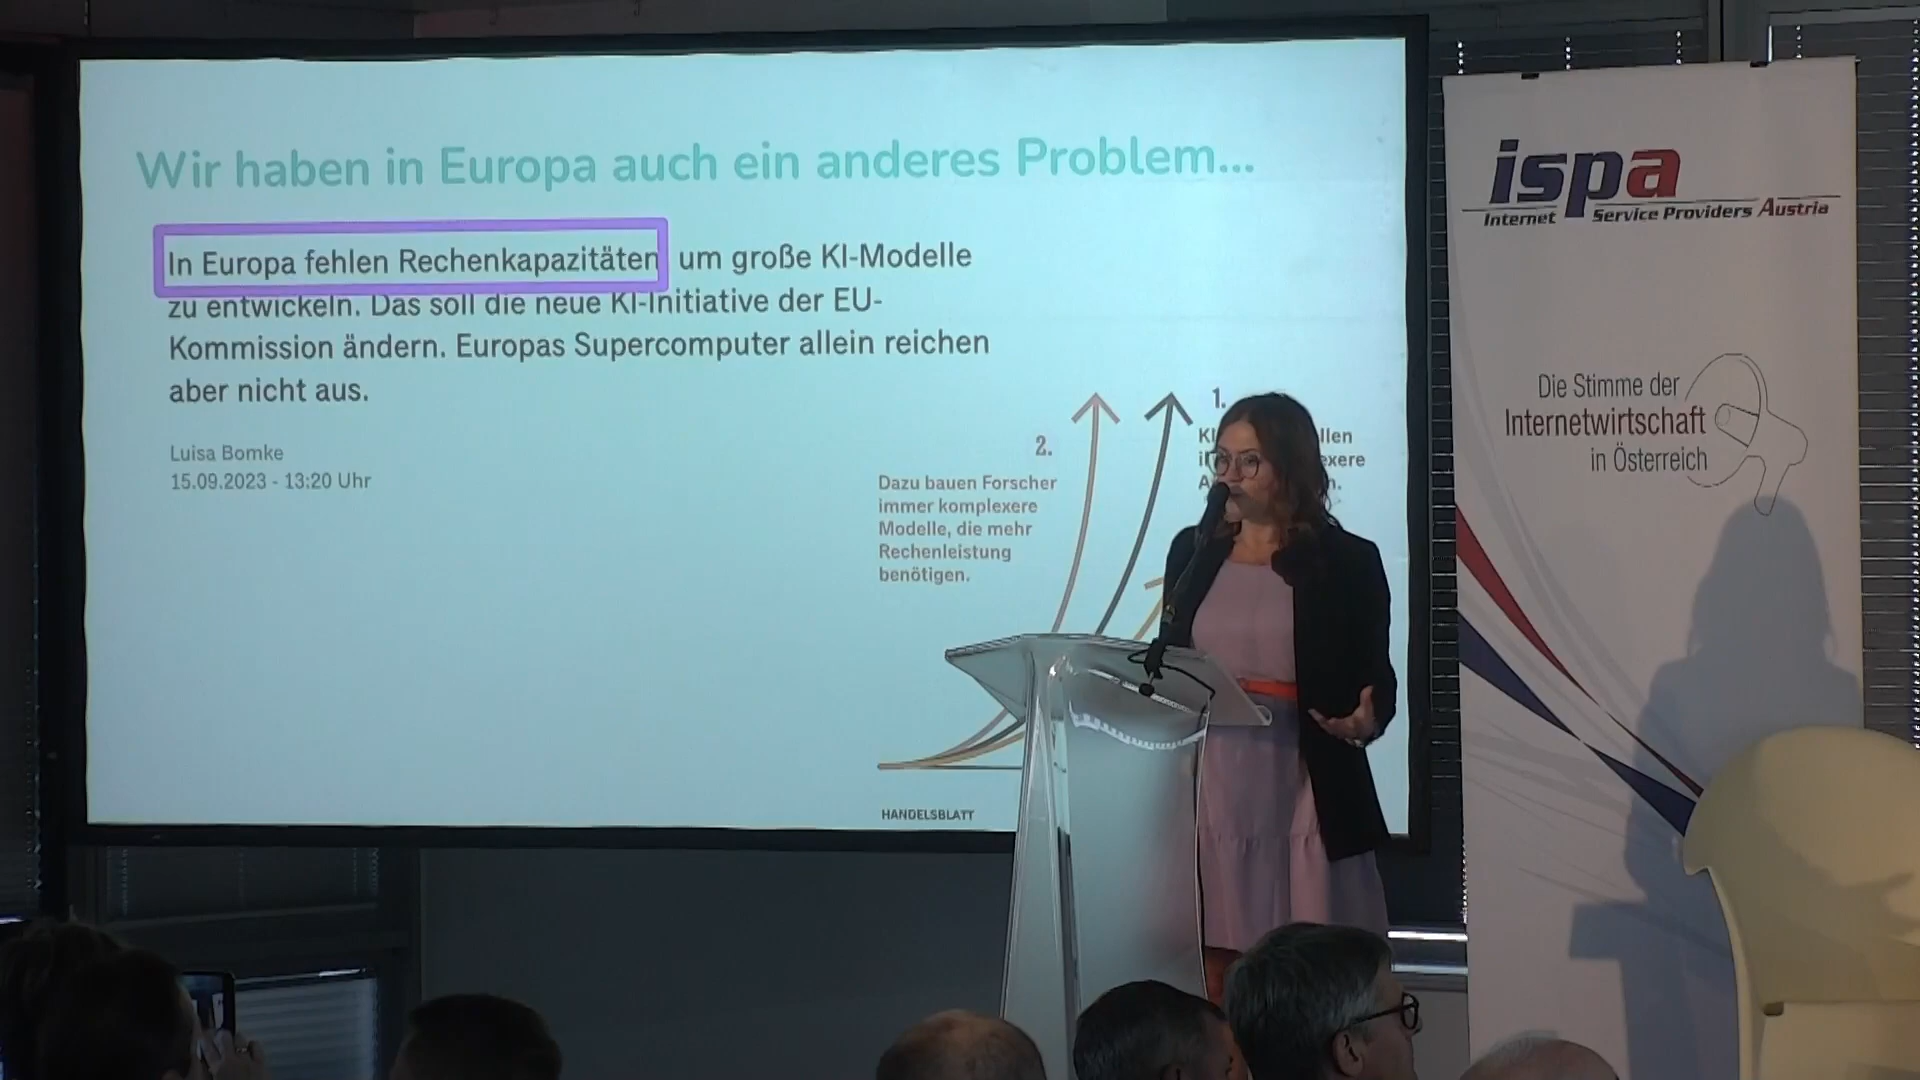 Wir haben in Europa auch ein anderes Problem...
In Europa fehlen Rechenkapazitäten um große KI-Modelle
zu entwickeln. Das soll die neue KI-Initiative der EU-
Kommission ändern. Europas Supercomputer allein reichen
aber nicht aus.
Luisa Bomke
15.09.2023 - 13:20 Uhr
2.
Dazu bauen Forscher
immer komplexere
Modelle, die mehr
Rechenleistung
benötigen.
1.
HANDELSBLATT
ispa
Internet Service Providers Austria
Die Stimme der
Internetwirtschaft
in Österreich